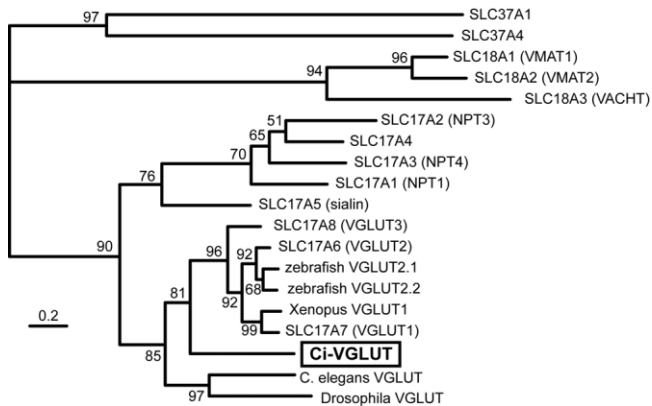 97
SLC37A1
SLC37A4
96
SLC18A1 (VMAT1)
94
SLC18A2 (VMAT2)
SLC18A3 (VACHT)
51
SLC17A2 (NPT3)
65
SLC17A4
70
SLC17A3 (NPT4)
76
SLC17A1 (NPT1)
SLC17A5 (sialin)
90
96
SLC17A8 (VGLUT3)
92
SLC17A6 (VGLUT2)
zebrafish VGLUT2.1
81
92
68
zebrafish VGLUT2.2
0.2
Xenopus VGLUT1
99
SLC17A7 (VGLUT1)
85
Ci-VGLUT
97
C. elegans VGLUT
Drosophila VGLUT